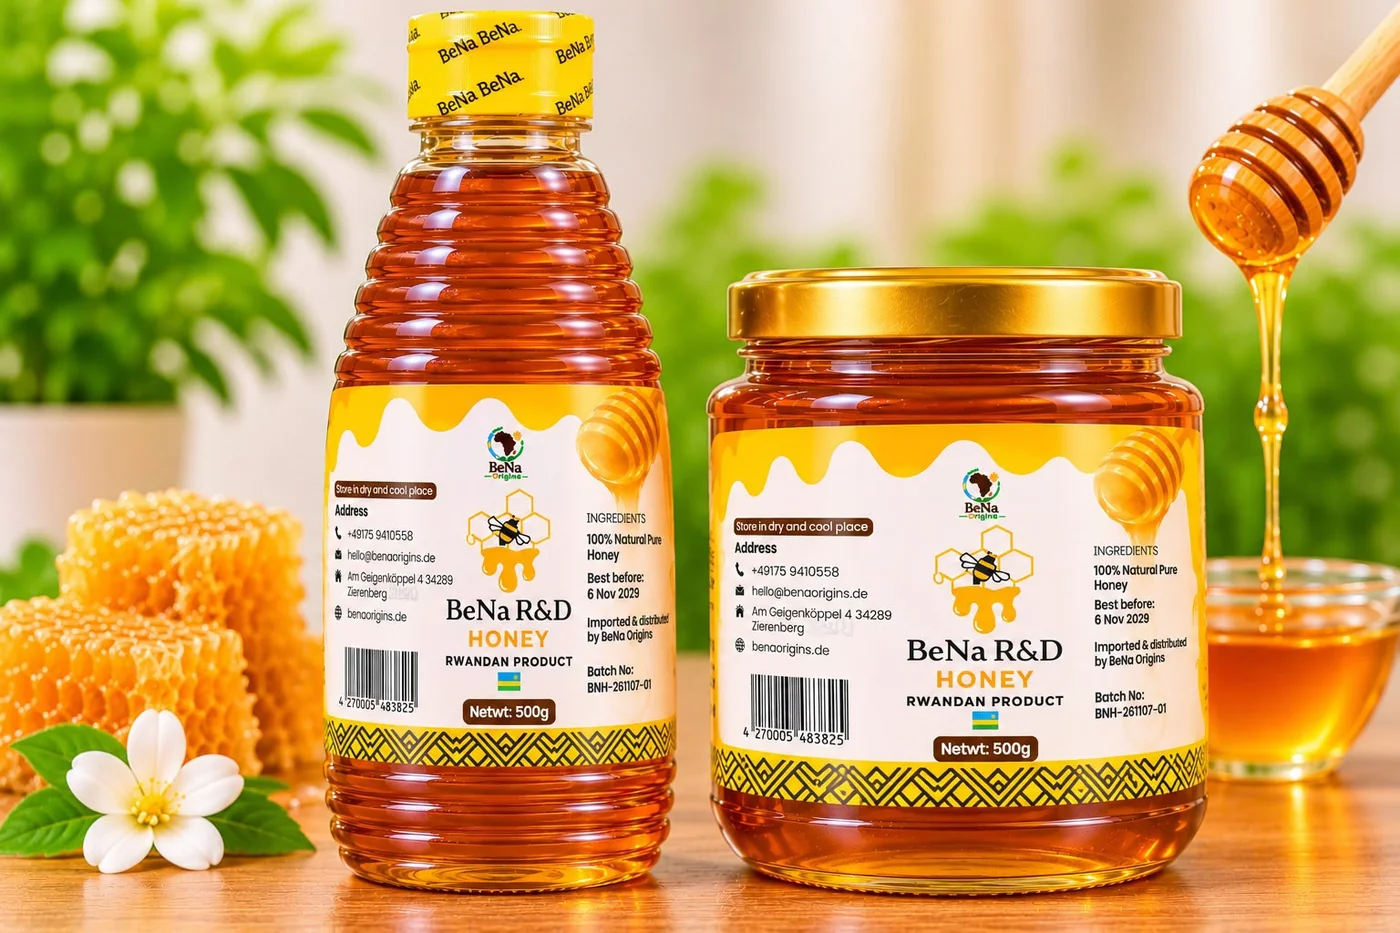 BeNa BeNa.
BeNa BeNa.
BeNa
Origins
Store in dry and cool place
Address
+49175 9410558
hello@benaorigins.de
Am Geigenköppel 4 34289
Zierenberg
benaorigins.de
4 270005 483825
BeNa R&D
HONEY
RWANDAN PRODUCT
Netwt: 500g
INGREDIENTS
100% Natural Pure
Honey
Best before:
6 Nov 2029
Imported & distributed
by BeNa Origins
Batch No:
BNH-261107-01
BeNa
Origins
Store in dry and cool place
Address
+49175 9410558
hello@benaorigins.de
Am Geigenköppel 4 34289
Zierenberg
benaorigins.de
4 270005 483825
BeNa R&D
HONEY
RWANDAN PRODUCT
Netwt: 500g
INGREDIENTS
100% Natural Pure
Honey
Best before:
6 Nov 2029
Imported & distributed
by BeNa Origins
Batch No:
BNH-261107-01